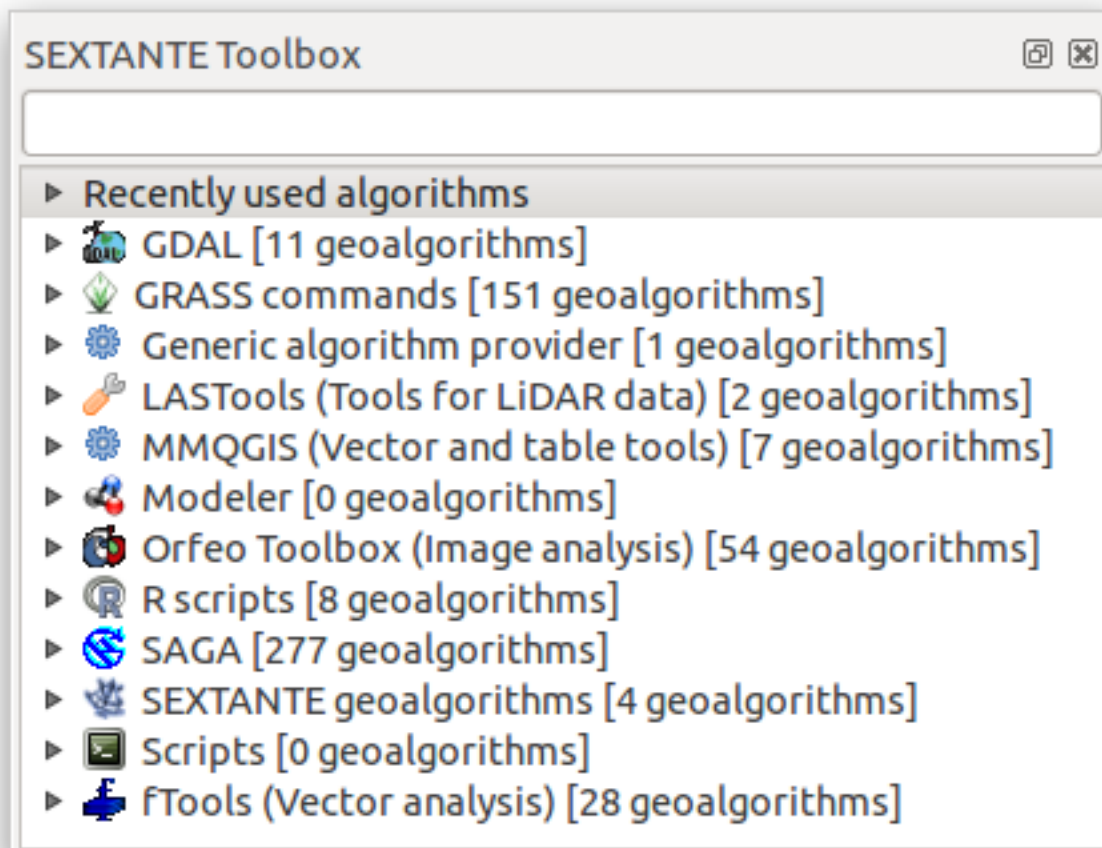 SEXTANTE Toolbox
Recently used algorithms
GDAL [11 geoalgorithms]
GRASS commands [151 geoalgorithms]
Generic algorithm provider [1 geoalgorithms]
LASTools (Tools for LiDAR data) [2 geoalgorithms]
MMQGIS (Vector and table tools) [7 geoalgorithms]
Modeler [0 geoalgorithms]
Orfeo Toolbox (Image analysis) [54 geoalgorithms]
R scripts [8 geoalgorithms]
SAGA [277 geoalgorithms]
SEXTANTE geoalgorithms [4 geoalgorithms]
Scripts [0 geoalgorithms]
fTools (Vector analysis) [28 geoalgorithms]